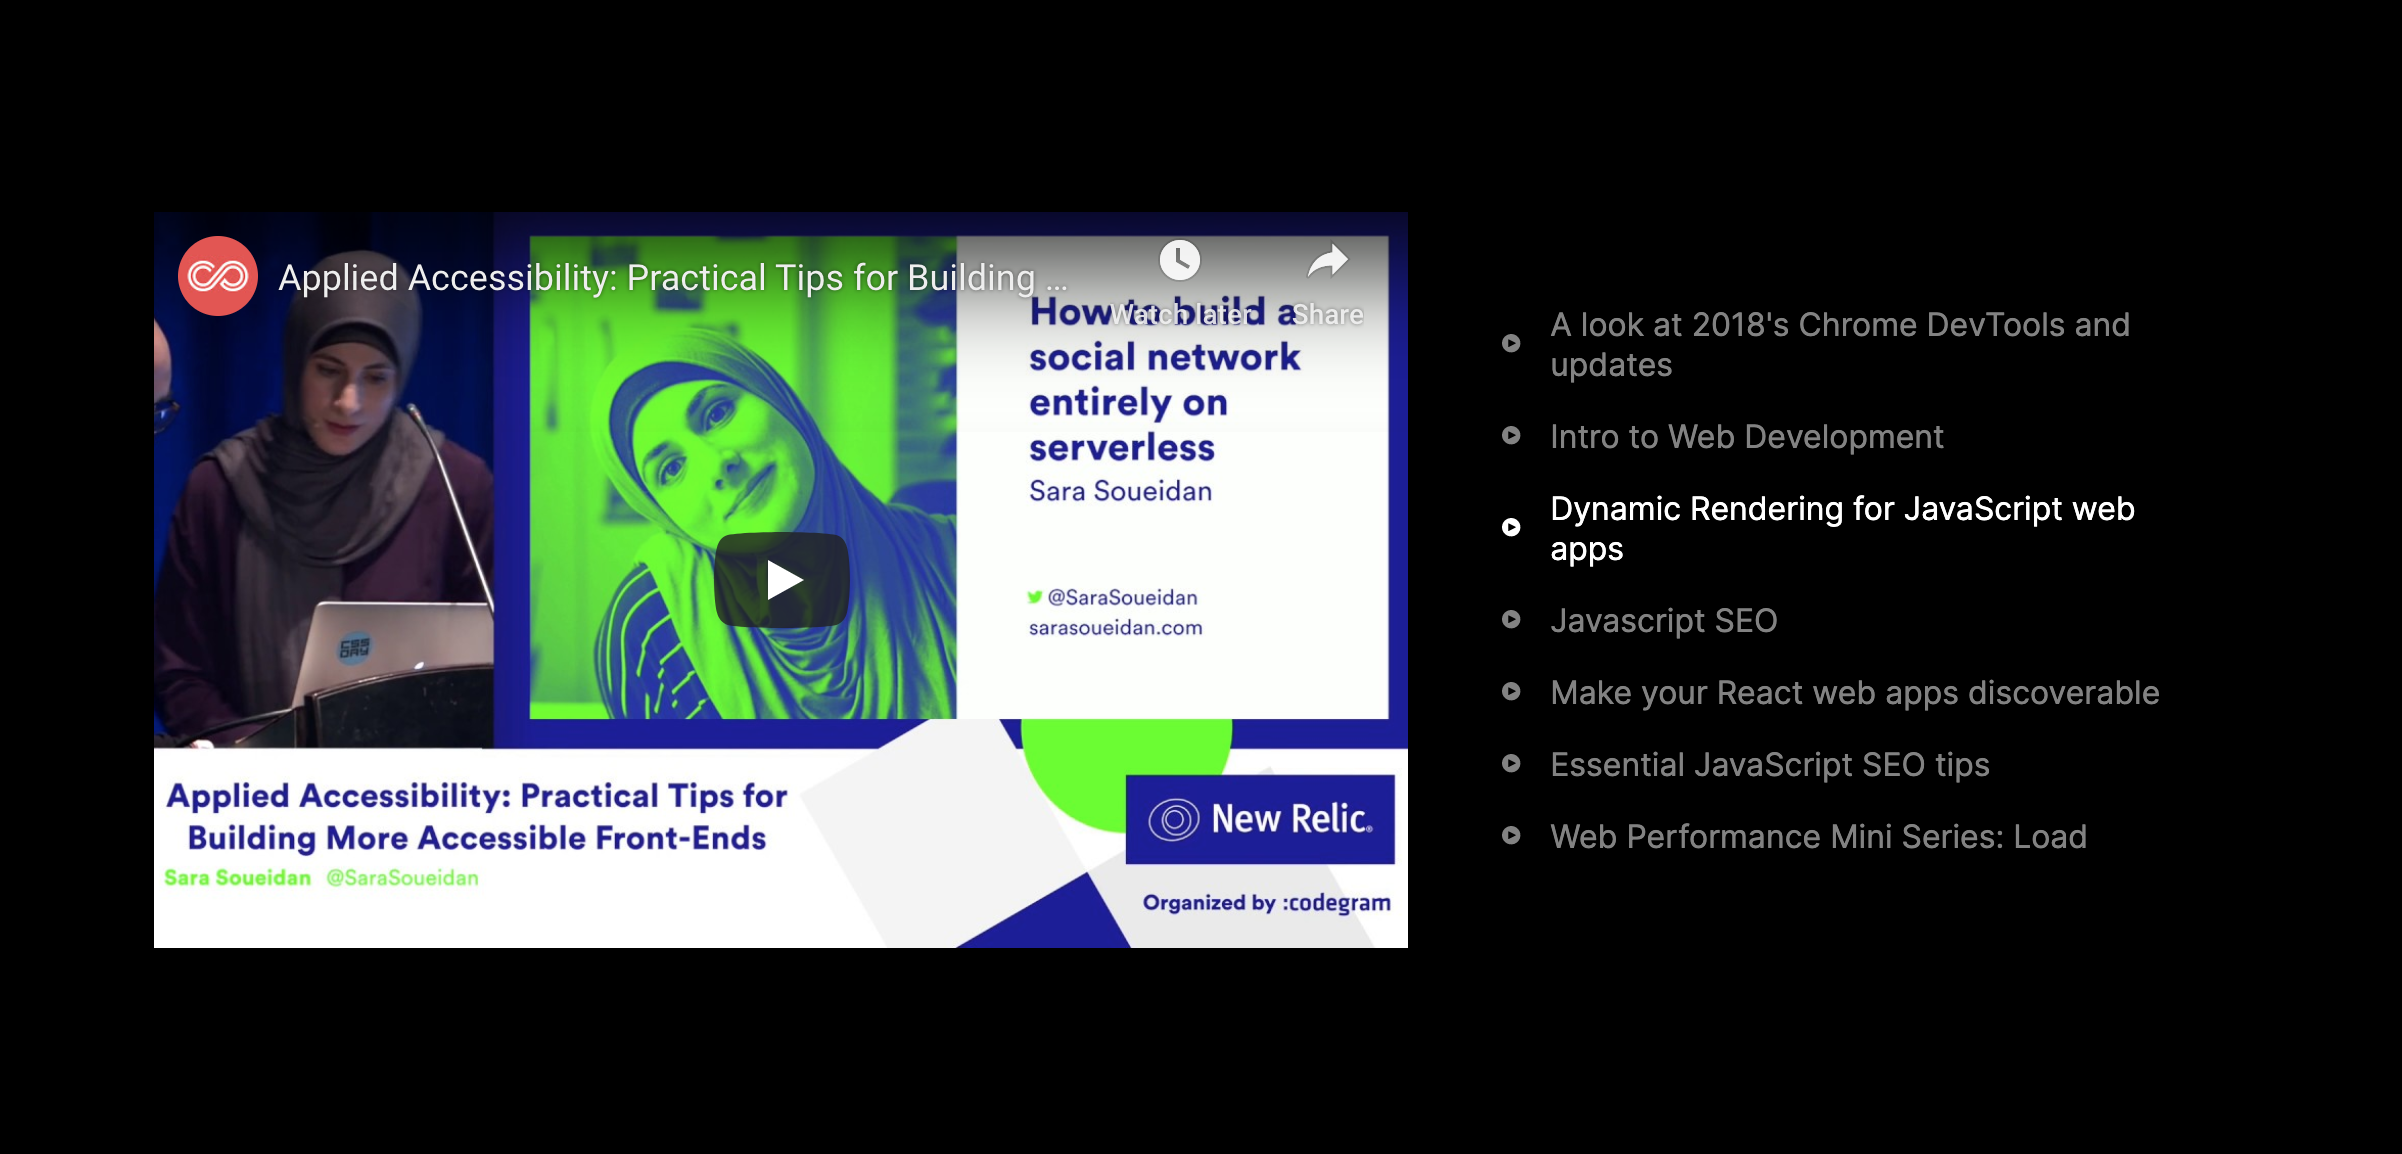 Applied Accessibility: Practical Tips for Building ...
Watch later
Share
How to build a
social network
entirely on
serverless
Sara Soueidan
@SaraSoueidan
sarasoueidan.com
CSS
DAY
Applied Accessibility: Practical Tips for
Building More Accessible Front-Ends
Sara Soueidan @SaraSoueidan
New Relic®
Organized by :codegram
A look at 2018's Chrome DevTools and
updates
Intro to Web Development
Dynamic Rendering for JavaScript web
apps
Javascript SEO
Make your React web apps discoverable
Essential JavaScript SEO tips
Web Performance Mini Series: Load